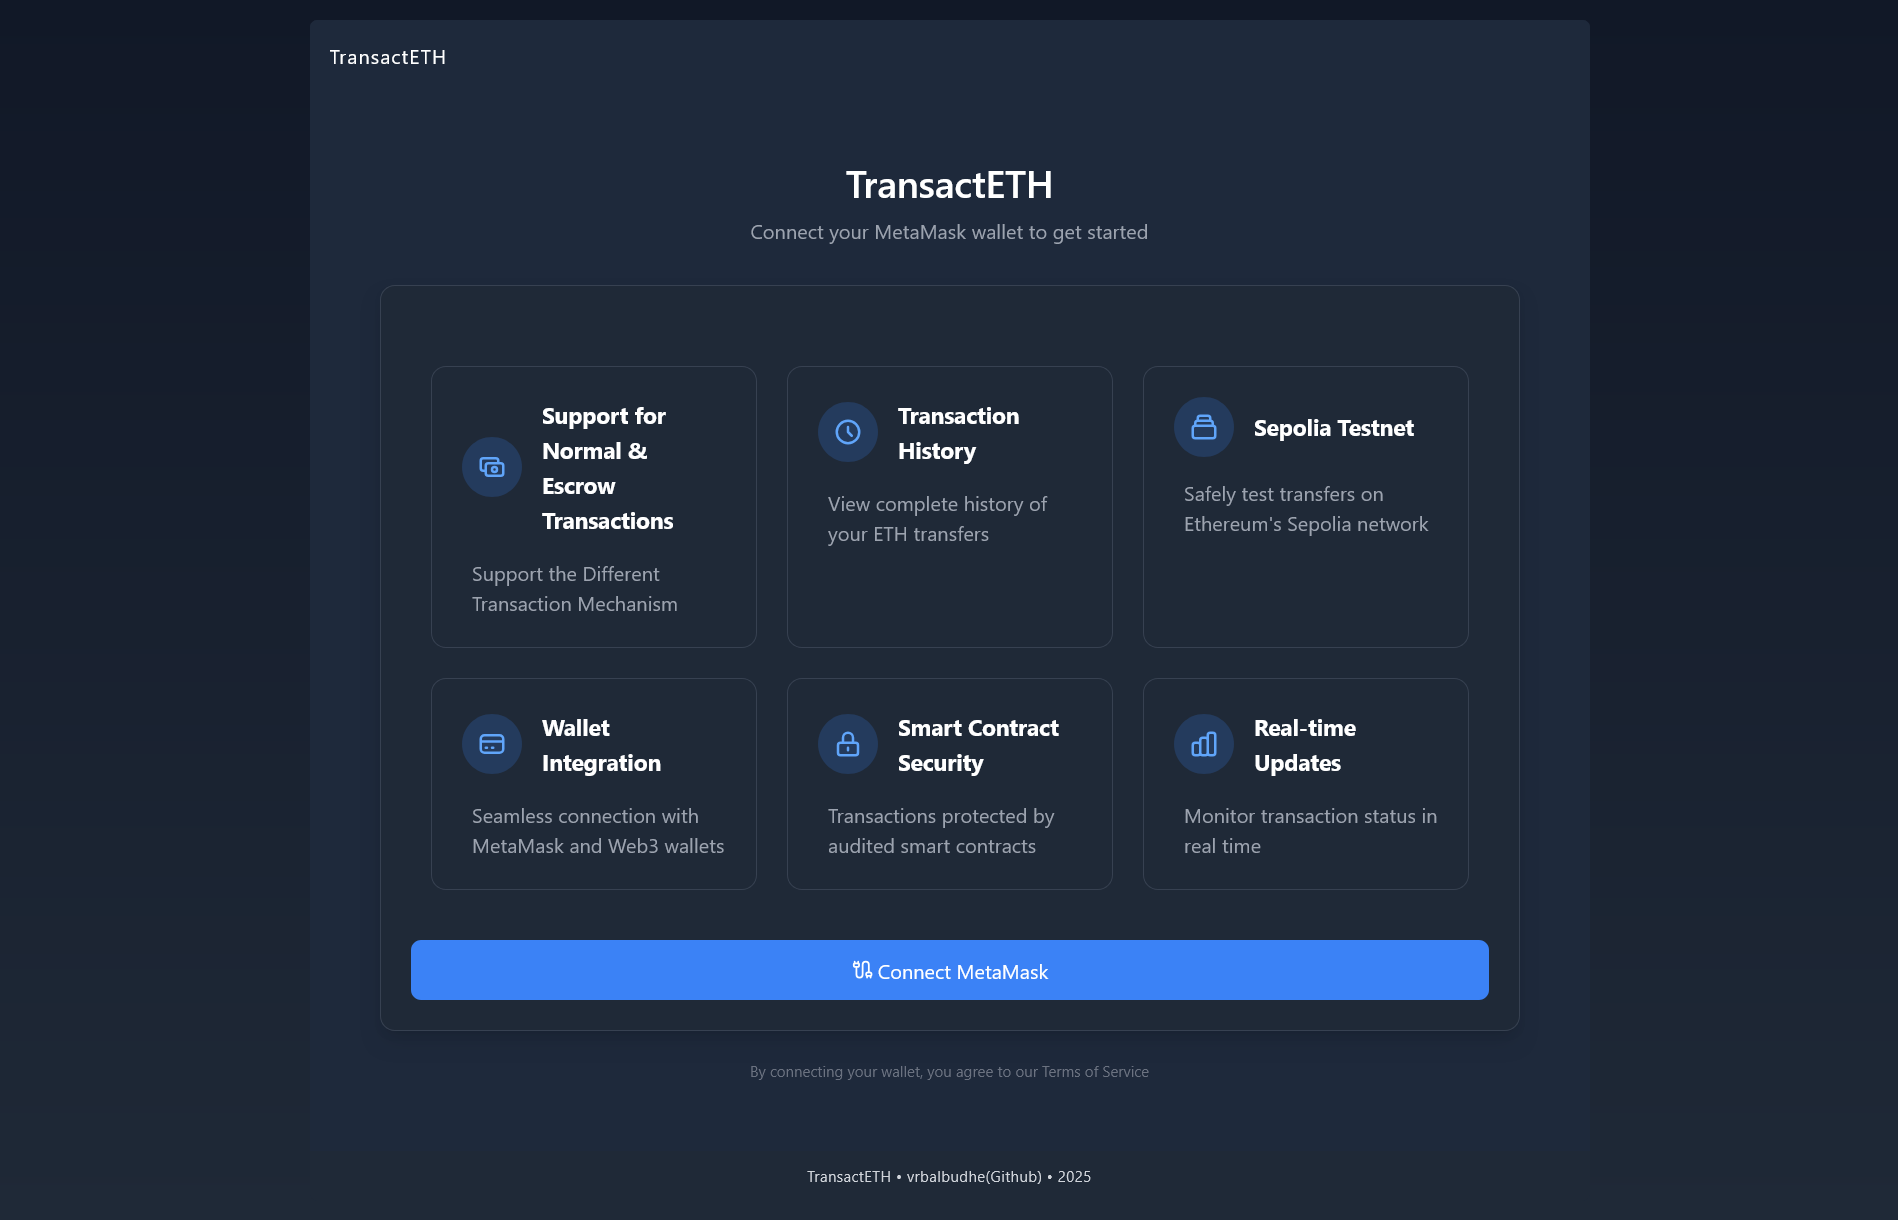 TransactETH
TransactETH
Connect your MetaMask wallet to get started
Support for
Normal &
Escrow
Transactions
Support the Different
Transaction Mechanism
Transaction
History
View complete history of
your ETH transfers
Sepolia Testnet
Safely test transfers on
Ethereum's Sepolia network
Wallet
Integration
Seamless connection with
MetaMask and Web3 wallets
Smart Contract
Security
Transactions protected by
audited smart contracts
Real-time
Updates
Monitor transaction status in
real time
Connect MetaMask
By connecting your wallet, you agree to our Terms of Service
TransactETH • vrbalbudhe(Github) • 2025